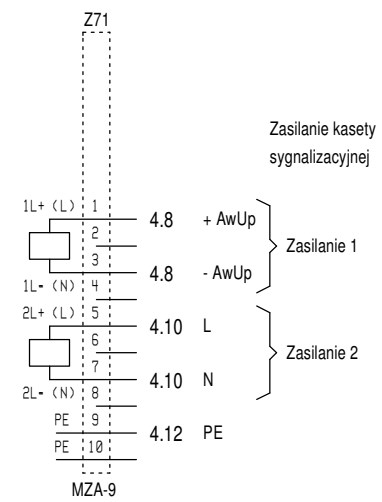 Z71
Zasilanie kasety
sygnalizacyjnej
1L+ (L) 1 4.8 + AwUp
2
Zasilanie 1
3 4.8 - AwUp
1L- (N) 4
2L+ (L) 5 4.10 L
6
Zasilanie 2
7 4.10 N
2L- (N) 8
PE 9 4.12 PE
PE 10
MZA-9